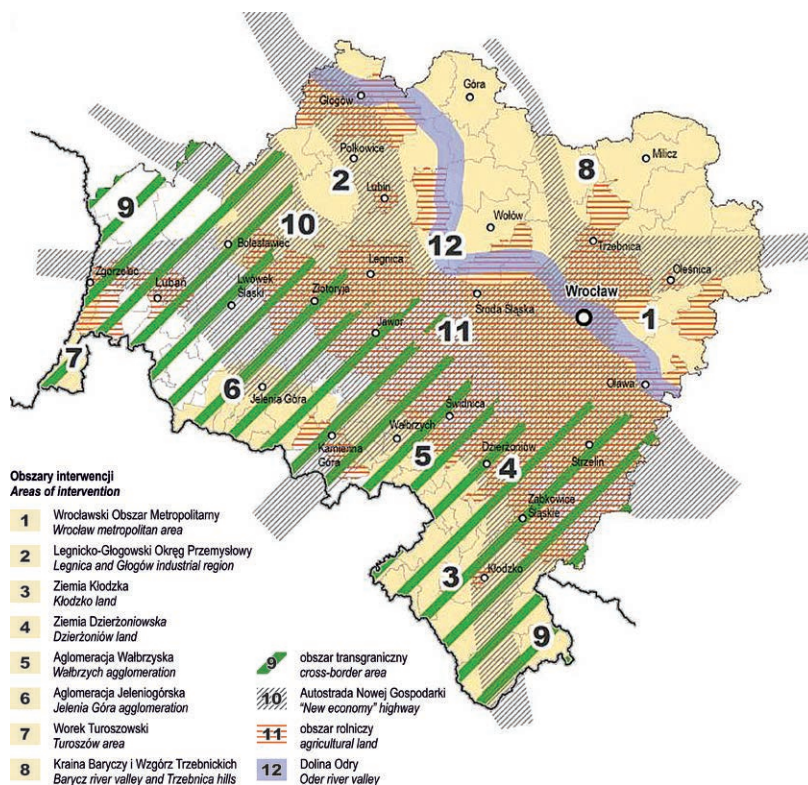 Góra
Głogów
Milicz
Polkowice
2
8
Lubin
9
Wołów
10
12
Trzebnica
Bolesławiec
Legnica
Oleśnica
Zgorzelec
Lubań
Lwówek
Śląski
Złotoryja
Środa Śląska
Wrocław
1
Jawor
11
7
6
Jelenia Góra
Oława
Świdnica
Wałbrzych
Kamienna
Góra
5
Dzierżoniów
4
Strzelin
Ząbkowice
Śląskie
3
Kłodzko
9
Obszary interwencji
Areas of intervention
1 Wrocławski Obszar Metropolitarny
Wrocław metropolitan area
2 Legnicko-Głogowski Okręg Przemysłowy
Legnica and Głogów industrial region
3 Ziemia Kłodzka
Kłodzko land
4 Ziemia Dzierżoniowska
Dzierżoniów land
5 Aglomeracja Wałbrzyska
Wałbrzych agglomeration
6 Aglomeracja Jeleniogórska
Jelenia Góra agglomeration
7 Worek Turoszowski
Turoszów area
8 Kraina Baryczy i Wzgórz Trzebnickich
Barycz river valley and Trzebnica hills
9 obszar transgraniczny
cross-border area
10 Autostrada Nowej Gospodarki
"New economy" highway
11 obszar rolniczy
agricultural land
12 Dolina Odry
Oder river valley